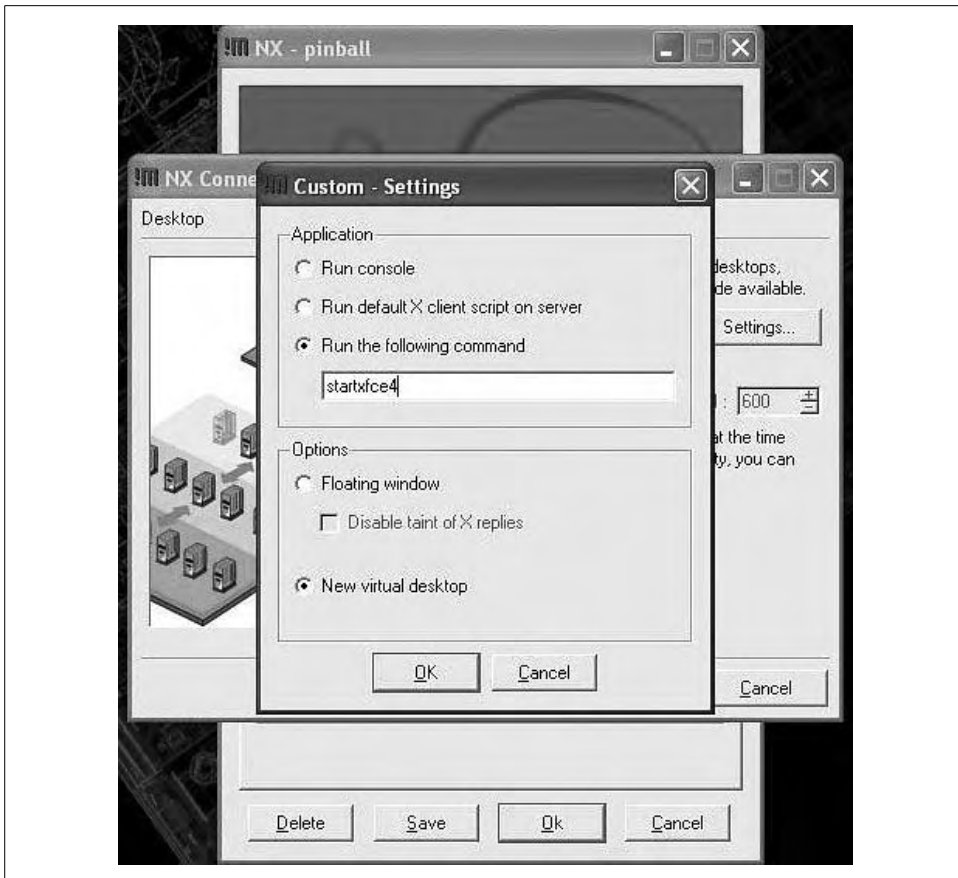 !M NX - pinball
!M NX Conne
Desktop
Custom - Settings
Application
Run console
Run default X client script on server
Run the following command
startxfce4
Options
Floating window
Disable taint of X replies
New virtual desktop
OK
Cancel
desktops,
de available.
Settings...
: 600
at the time
ty, you can
Cancel
Delete
Save
Ok
Cancel